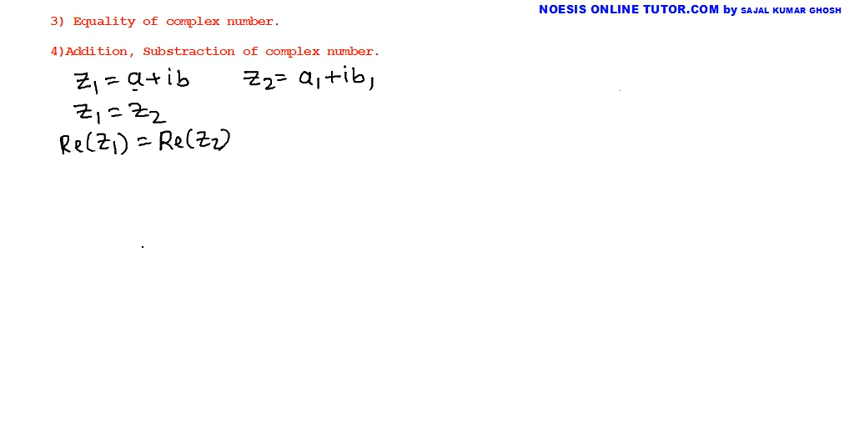 NOESIS ONLINE TUTOR.COM by SAJAL KUMAR GHOSH
3) Equality of complex number.
4)Addition, Substraction of complex number.
z₁ = a + ib z₂ = a₁ + ib₁
z₁ = z₂
Re(z₁) = Re(z₂)